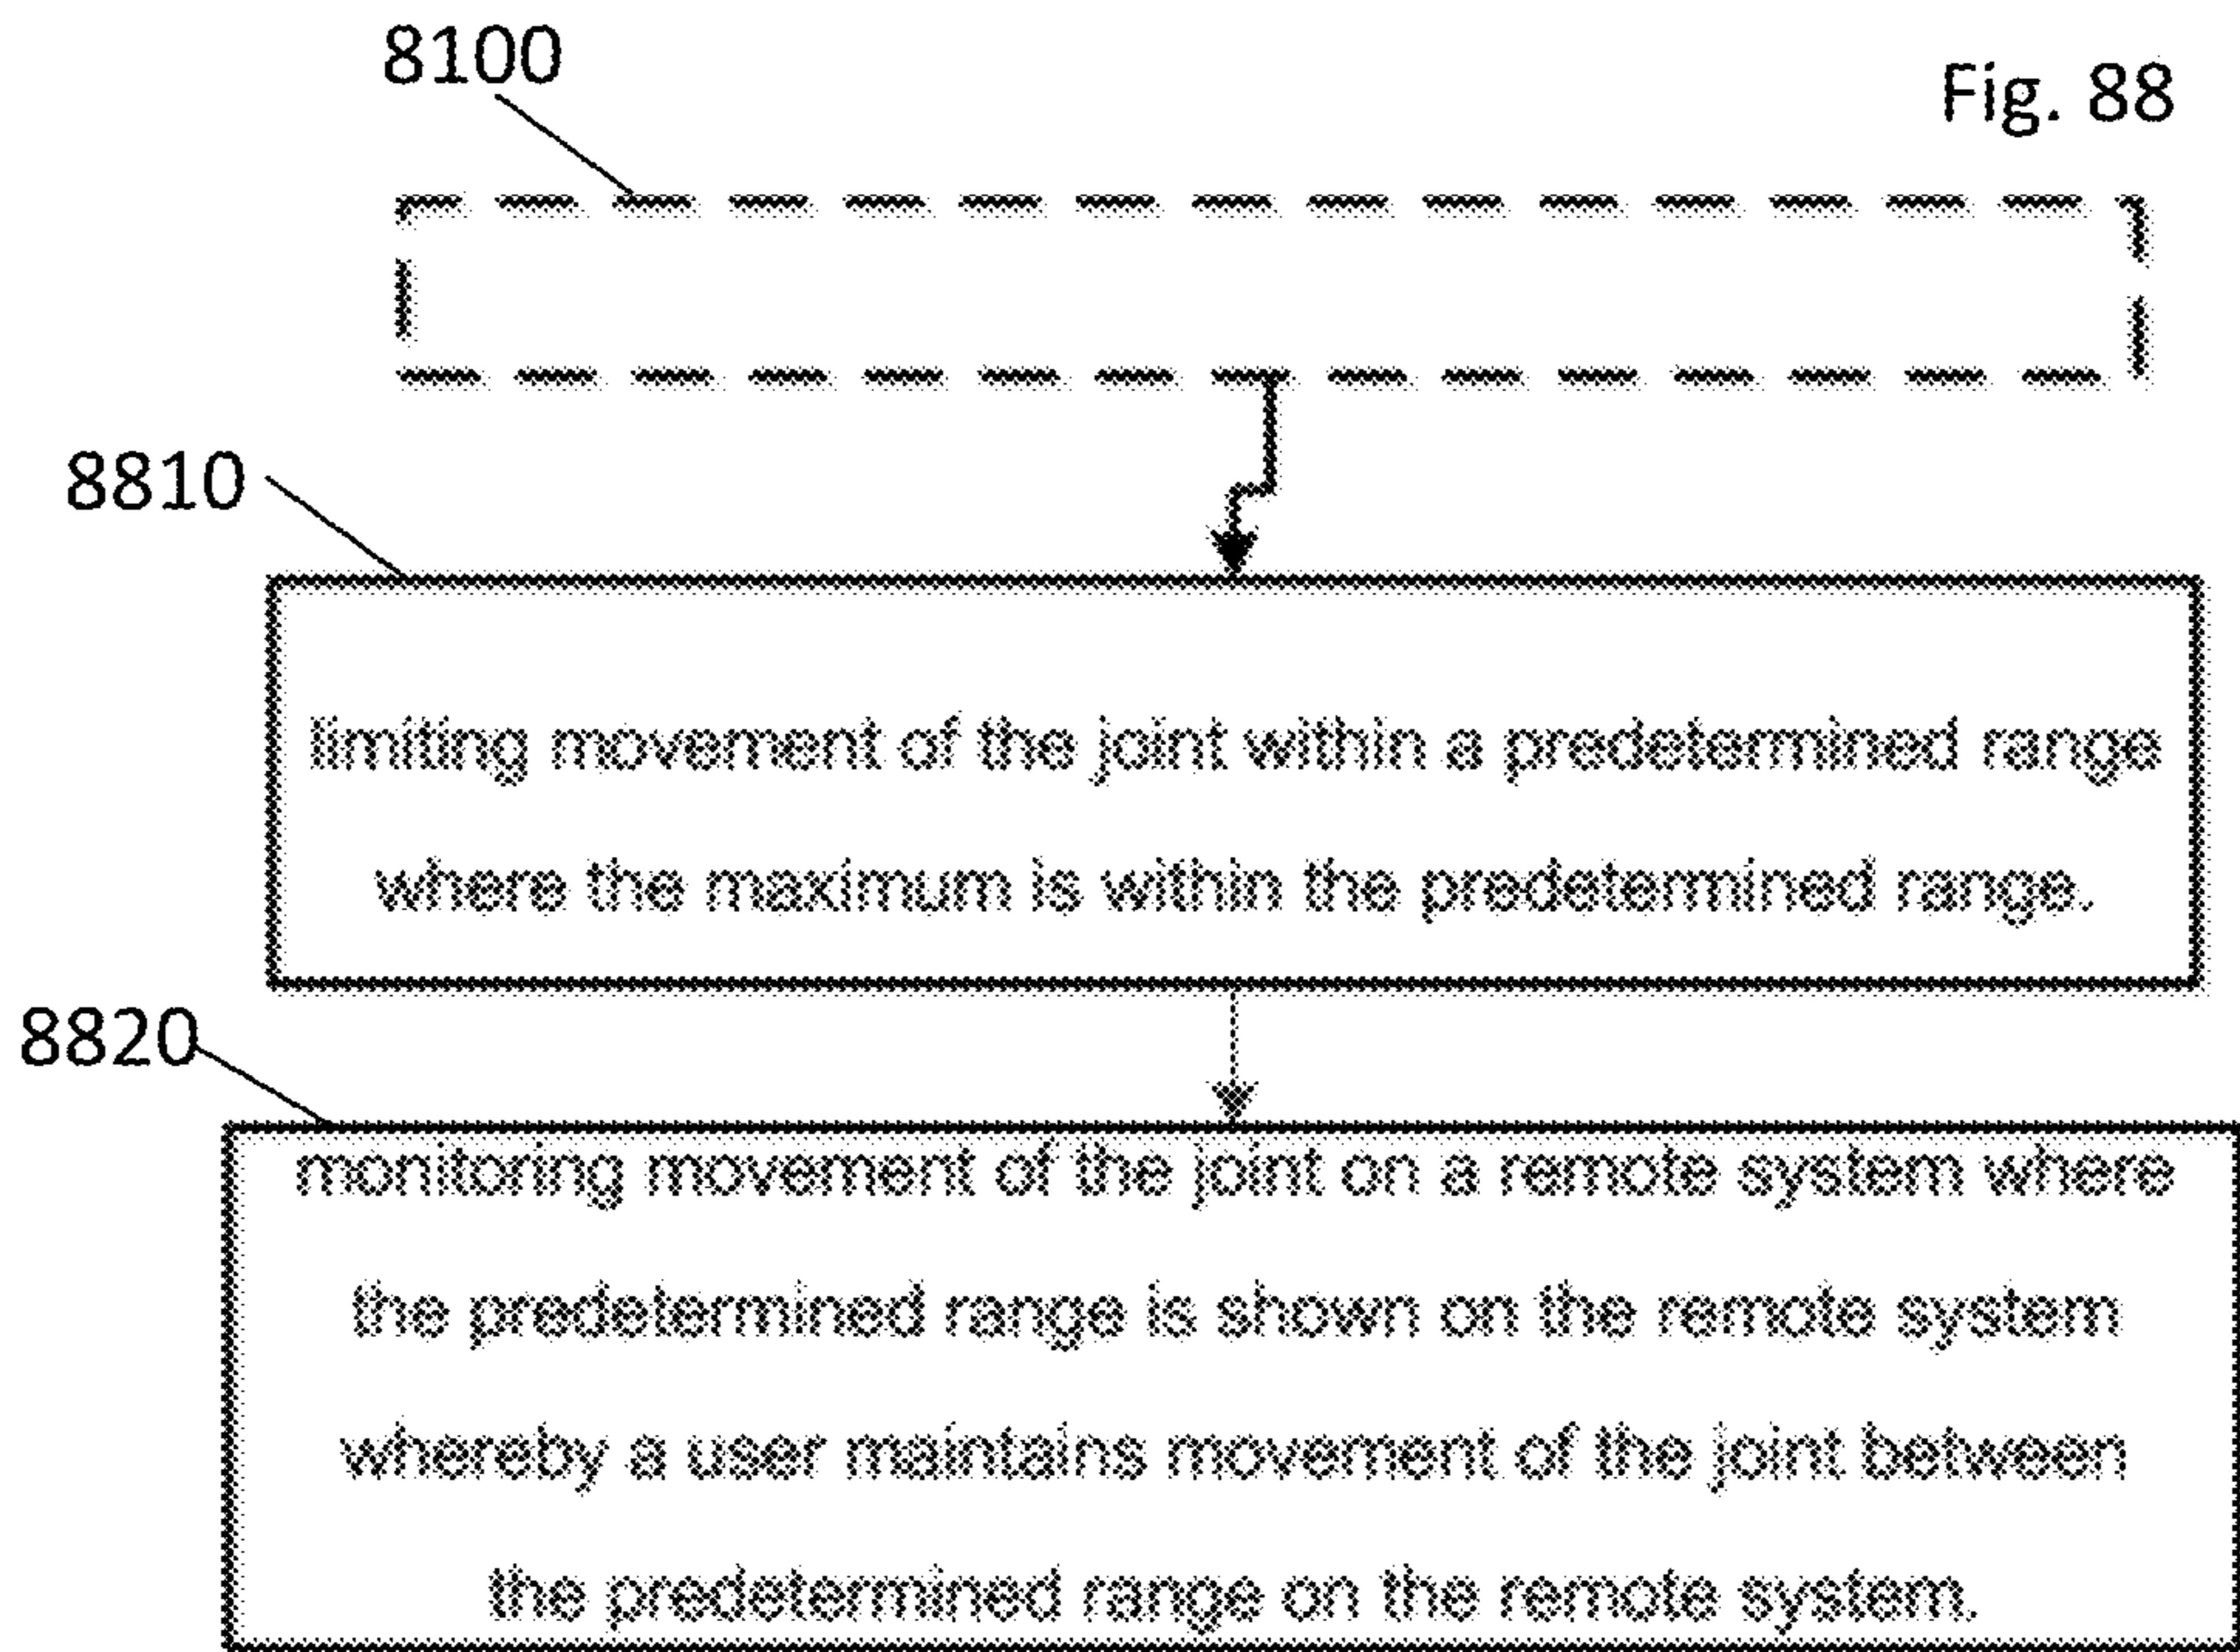 8100
Fig. 88
8810
limiting movement of the joint within a predetermined range
where the maximum is within the predetermined range.
8820
monitoring movement of the joint on a remote system where
the predetermined range is shown on the remote system
whereby a user maintains movement of the joint between
the predetermined range on the remote system.